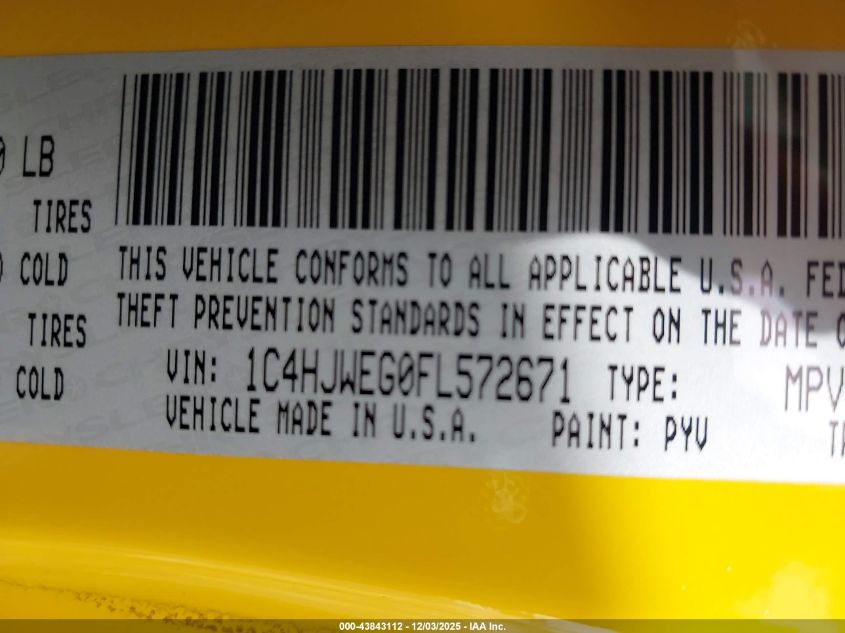 LB
TIRES
COLD
TIRES
COLD
THIS VEHICLE CONFORMS TO ALL APPLICABLE U.S.A. FED
THEFT PREVENTION STANDARDS IN EFFECT ON THE DATE O
VIN: 1C4HJWEG0FL572671 TYPE: MPV
VEHICLE MADE IN U.S.A. PAINT: PYV
000-43843112 - 12/03/2025 - IAA Inc.